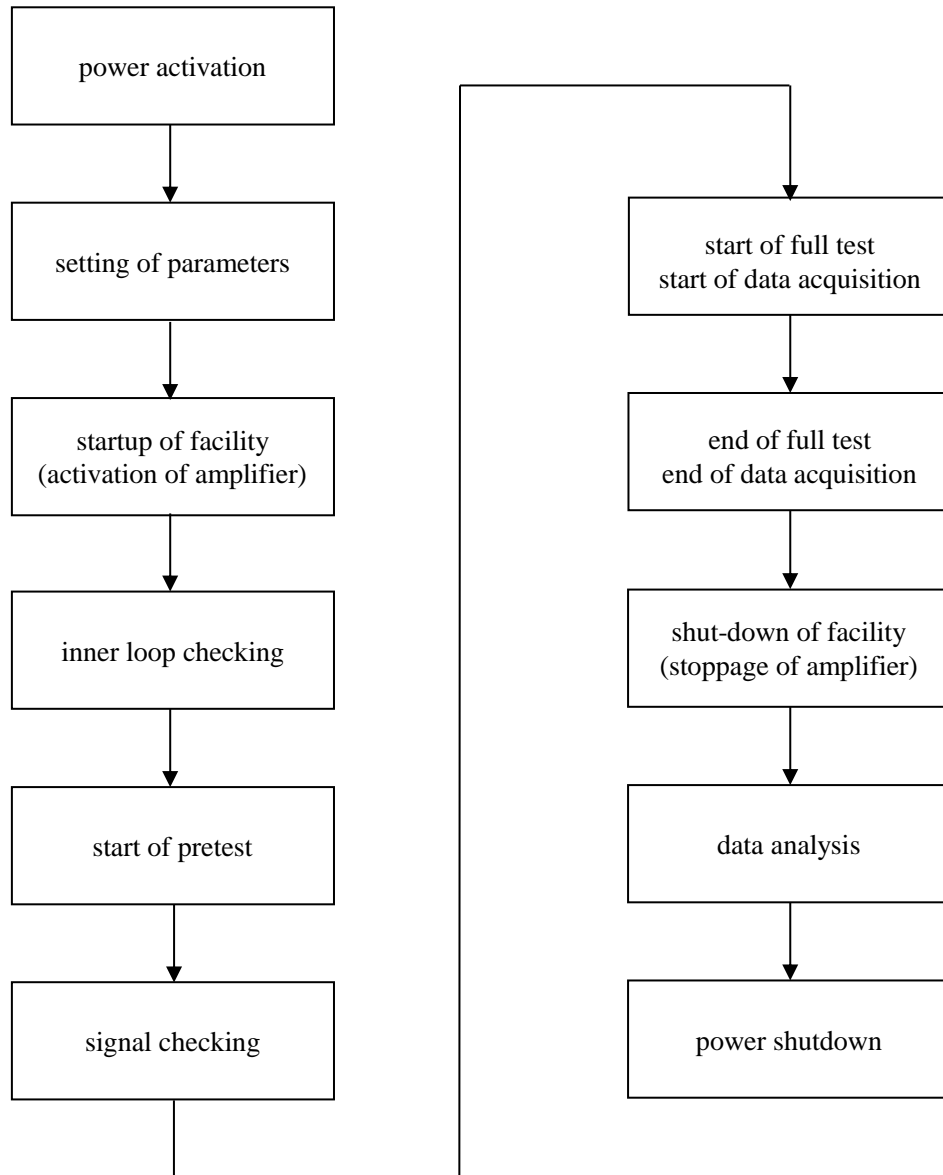 power activation
setting of parameters
startup of facility
(activation of amplifier)
inner loop checking
start of pretest
signal checking
start of full test
start of data acquisition
end of full test
end of data acquisition
shut-down of facility
(stoppage of amplifier)
data analysis
power shutdown